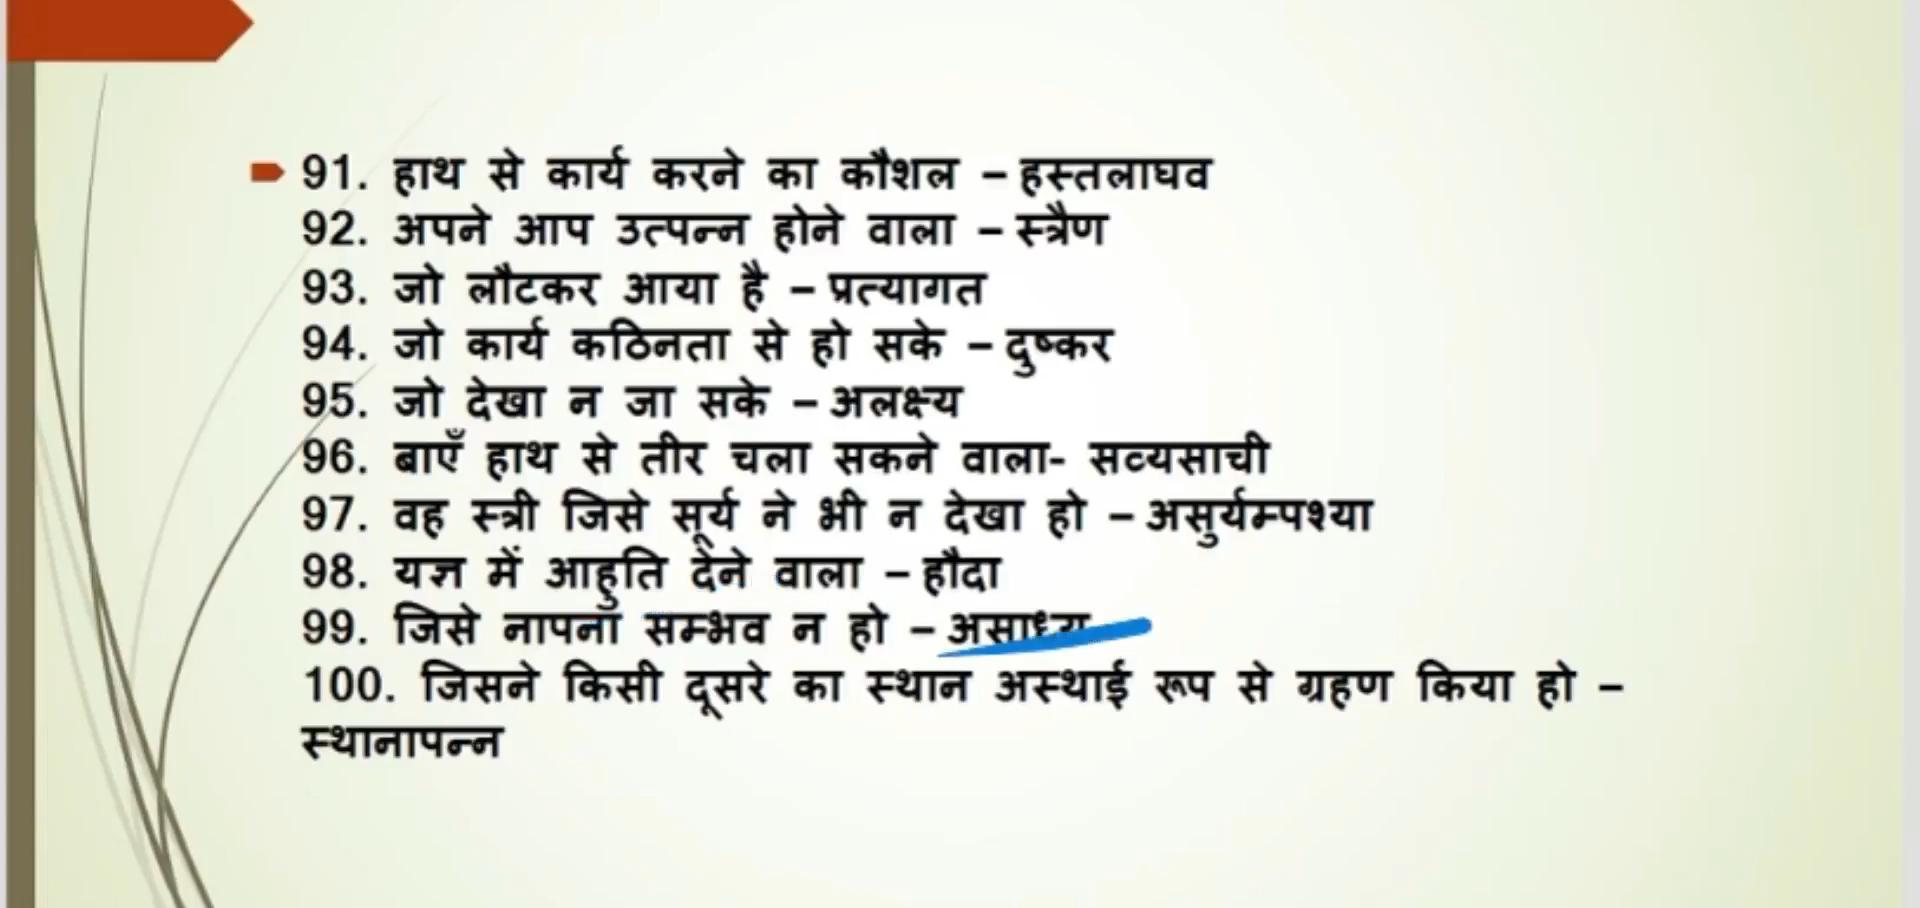 91. हाथ से कार्य करने का कौशल – हस्तलाघव
92. अपने आप उत्पन्न होने वाला – स्त्रैण
93. जो लौटकर आया है – प्रत्यागत
94. जो कार्य कठिनता से हो सके – दुष्कर
95. जो देखा न जा सके – अलक्ष्य
96. बाएँ हाथ से तीर चला सकने वाला- सव्यसाची
97. वह स्त्री जिसे सूर्य ने भी न देखा हो – असुर्यम्पश्या
98. यज्ञ में आहुति देने वाला – हौदा
99. जिसे नापना सम्भव न हो – असाध्य
100. जिसने किसी दूसरे का स्थान अस्थाई रूप से ग्रहण किया हो –
स्थानापन्न